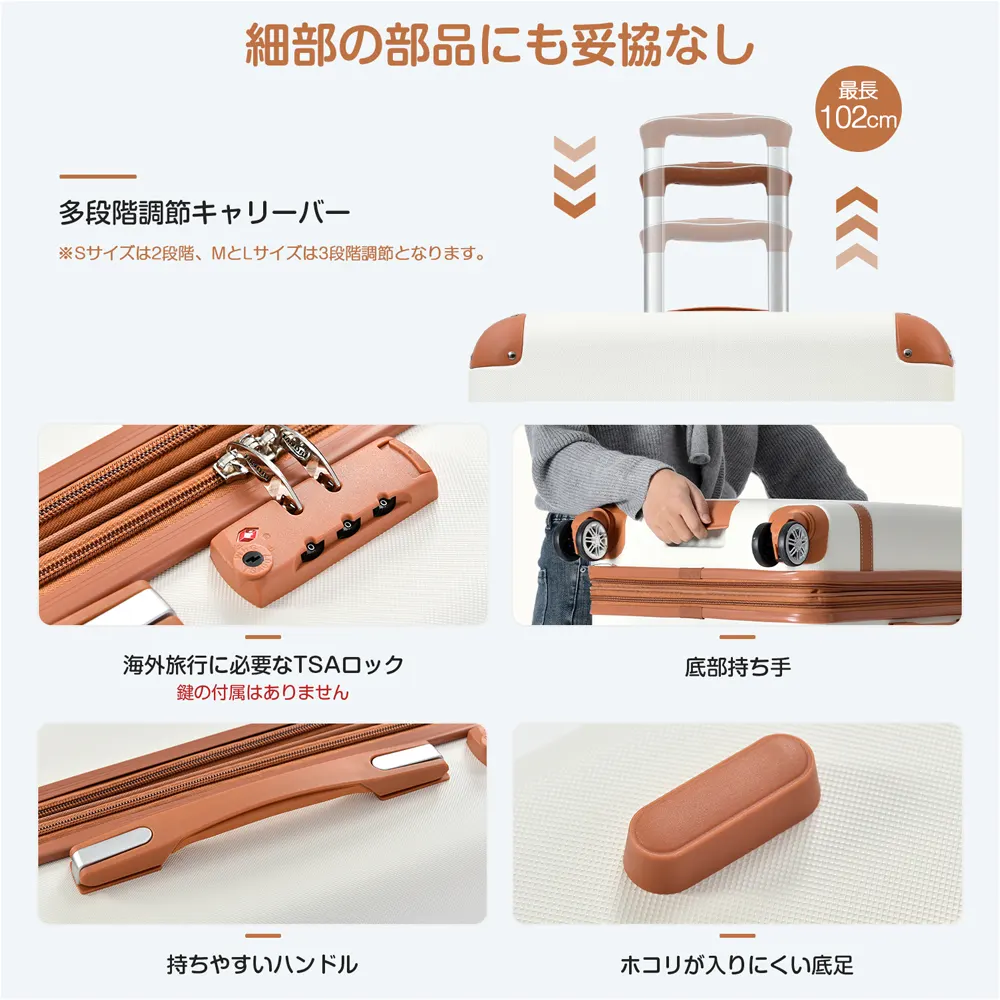 細部の部品にも妥協なし
最長
102cm
多段階調節キャリーバー
※Sサイズは2段階、MとLサイズは3段階調節となります。
海外旅行に必要なTSAロック
鍵の付属はありません
底部持ち手
持ちやすいハンドル
ホコリが入りにくい底足